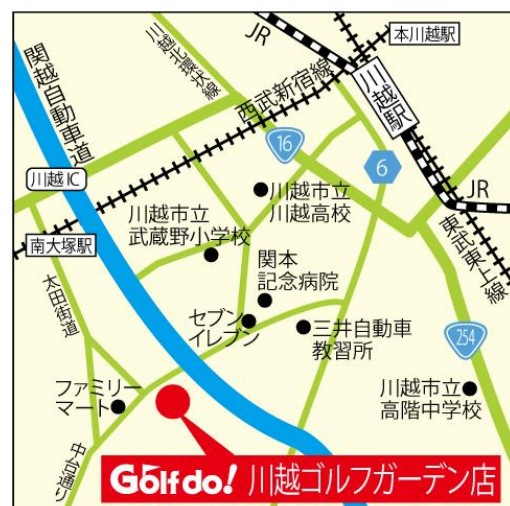 JR
本川越駅
川越北環状線
関越自動車道
西武新宿線
川越駅
16
6
川越IC
川越市立
川越高校
JR
川越市立
武蔵野小学校
南大塚駅
東武東上線
関本
記念病院
太田街道
セブン
イレブン
三井自動車
教習所
254
ファミリー
マート
川越市立
高階中学校
中台通り
Golfdo! 川越ゴルフガーデン店